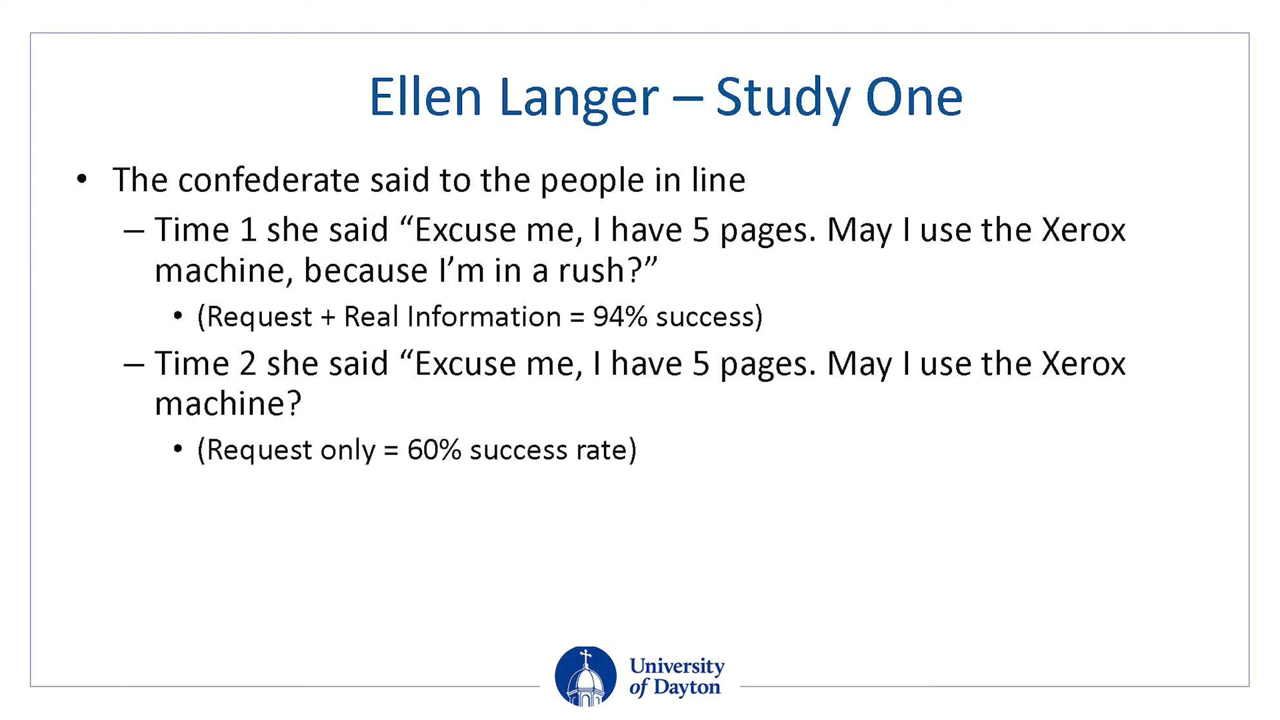 Ellen Langer – Study One
• The confederate said to the people in line
– Time 1 she said “Excuse me, I have 5 pages. May I use the Xerox
machine, because I’m in a rush?”
• (Request + Real Information = 94% success)
– Time 2 she said “Excuse me, I have 5 pages. May I use the Xerox
machine?
• (Request only = 60% success rate)
University
of Dayton